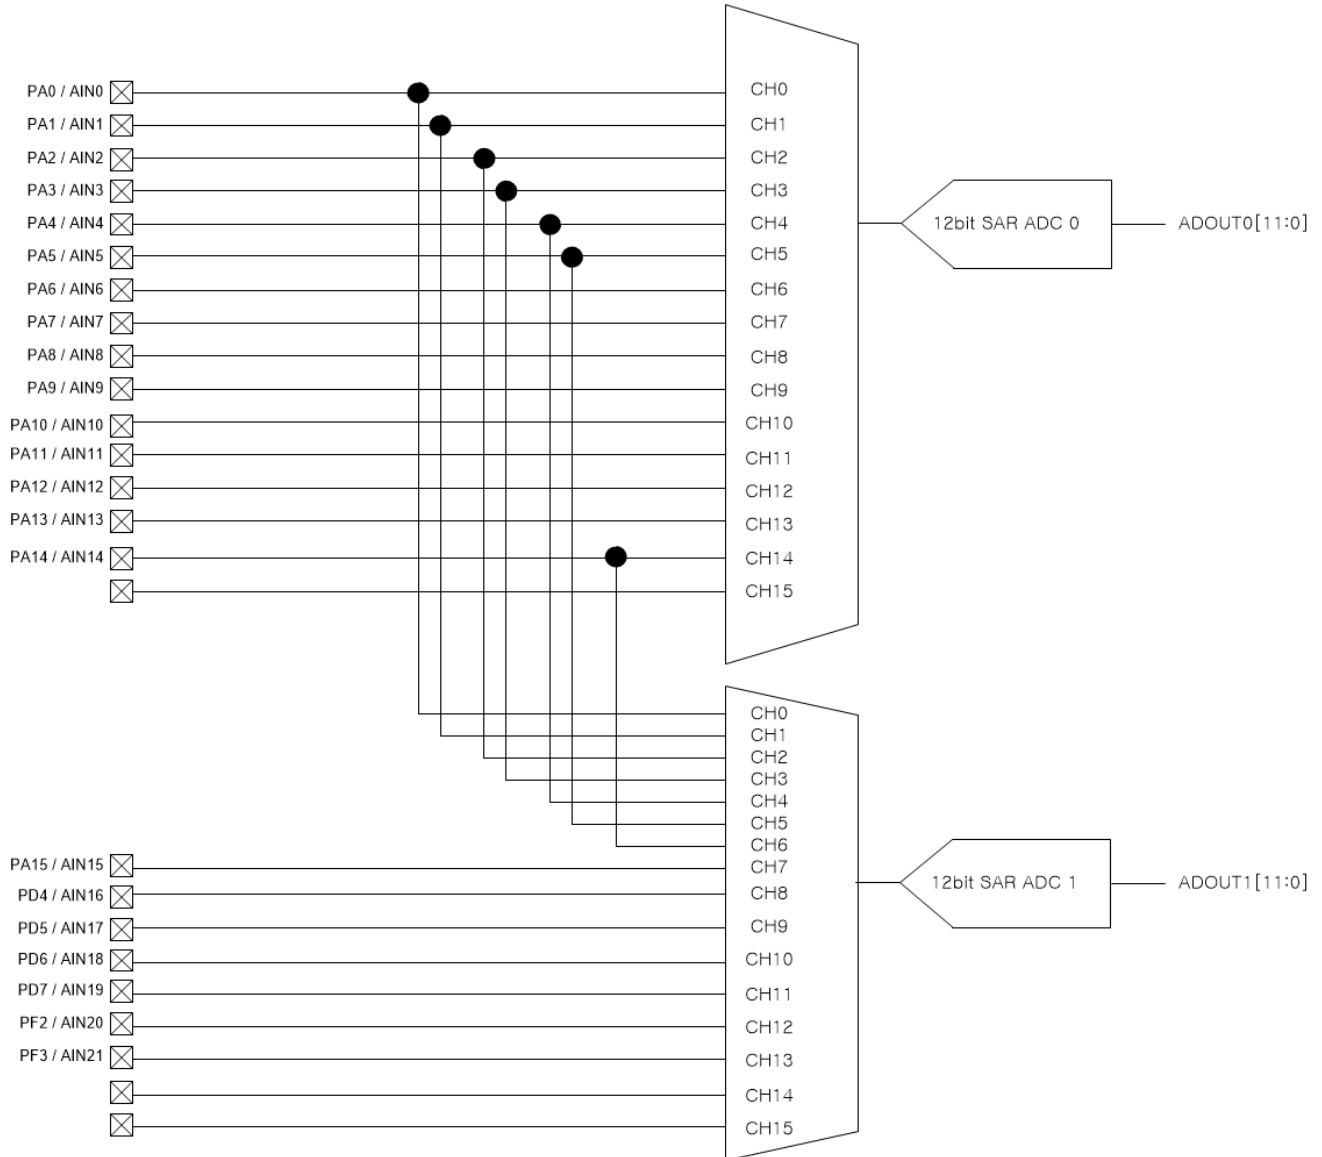 PA0 / AIN0 CH0
PA1 / AIN1 CH1
PA2 / AIN2 CH2
PA3 / AIN3 CH3
PA4 / AIN4 CH4 12bit SAR ADC 0 ADOUT0[11:0]
PA5 / AIN5 CH5
PA6 / AIN6 CH6
PA7 / AIN7 CH7
PA8 / AIN8 CH8
PA9 / AIN9 CH9
PA10 / AIN10 CH10
PA11 / AIN11 CH11
PA12 / AIN12 CH12
PA13 / AIN13 CH13
PA14 / AIN14 CH14
CH15
CH0
CH1
CH2
CH3
CH4
CH5
CH6
PA15 / AIN15 CH7
PD4 / AIN16 CH8 12bit SAR ADC 1 ADOUT1[11:0]
PD5 / AIN17 CH9
PD6 / AIN18 CH10
PD7 / AIN19 CH11
PF2 / AIN20 CH12
PF3 / AIN21 CH13
CH14
CH15